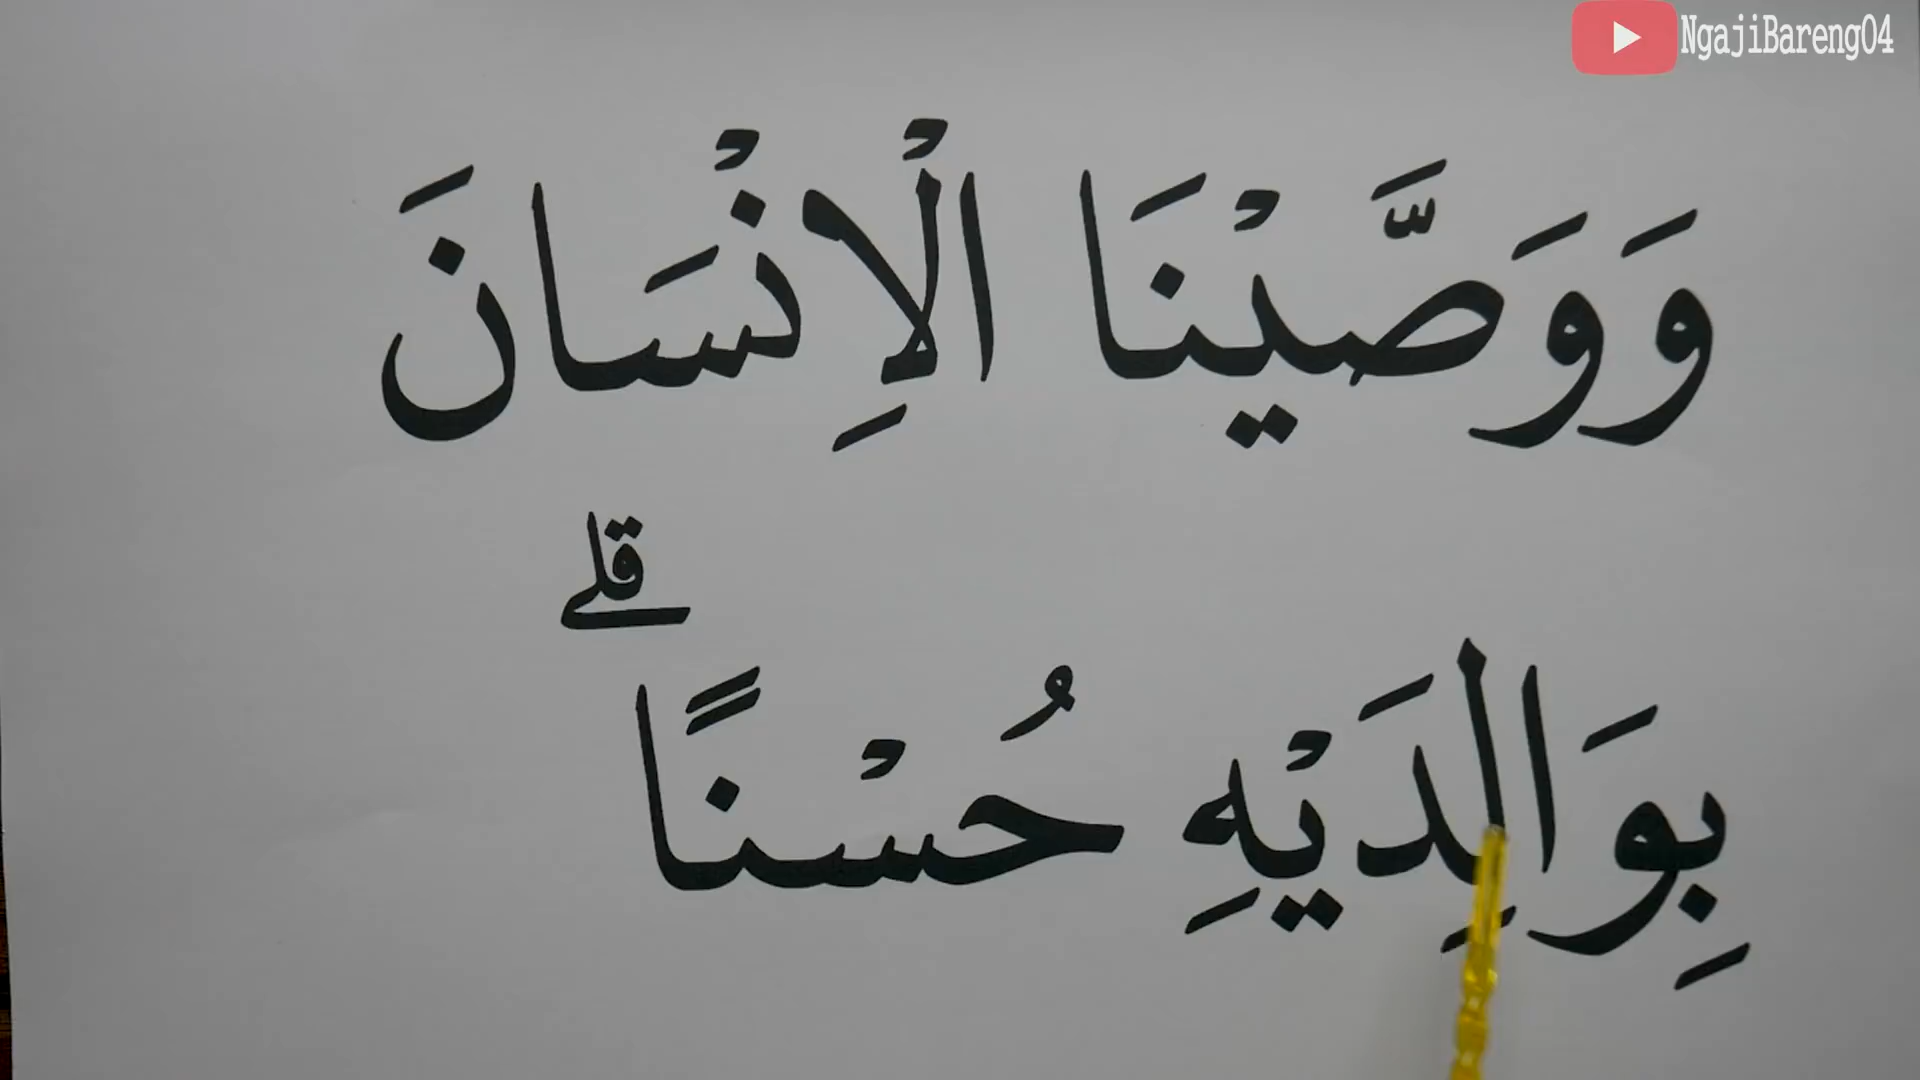 NgajiBareng04
وَوَصَّيْنَا الْاِنْسَانَ
قلے
بِوَالِدَيْهِ حُسْنًا